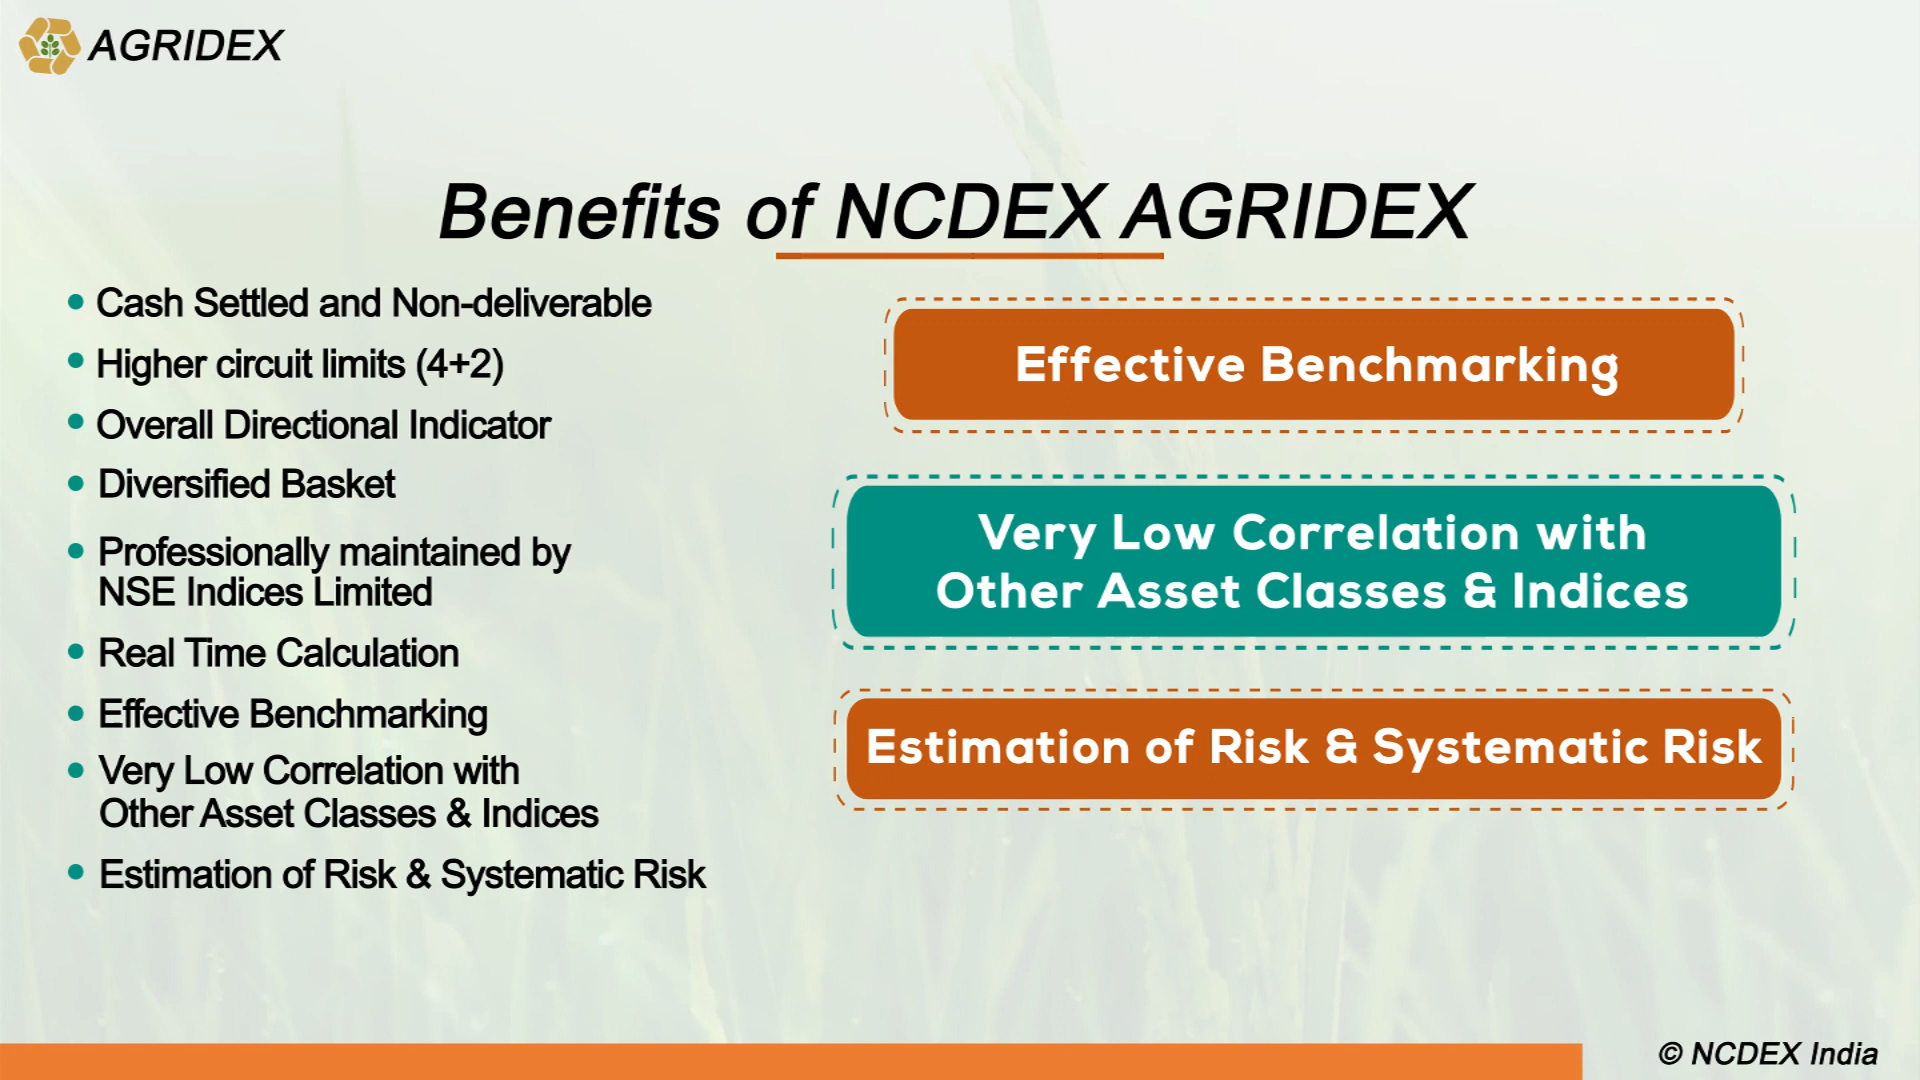 AGRIDEX
Benefits of NCDEX AGRIDEX
Cash Settled and Non-deliverable
Higher circuit limits (4+2)
Overall Directional Indicator
Diversified Basket
Professionally maintained by
NSE Indices Limited
Real Time Calculation
Effective Benchmarking
Very Low Correlation with
Other Asset Classes & Indices
Estimation of Risk & Systematic Risk
Effective Benchmarking
Very Low Correlation with
Other Asset Classes & Indices
Estimation of Risk & Systematic Risk
© NCDEX India